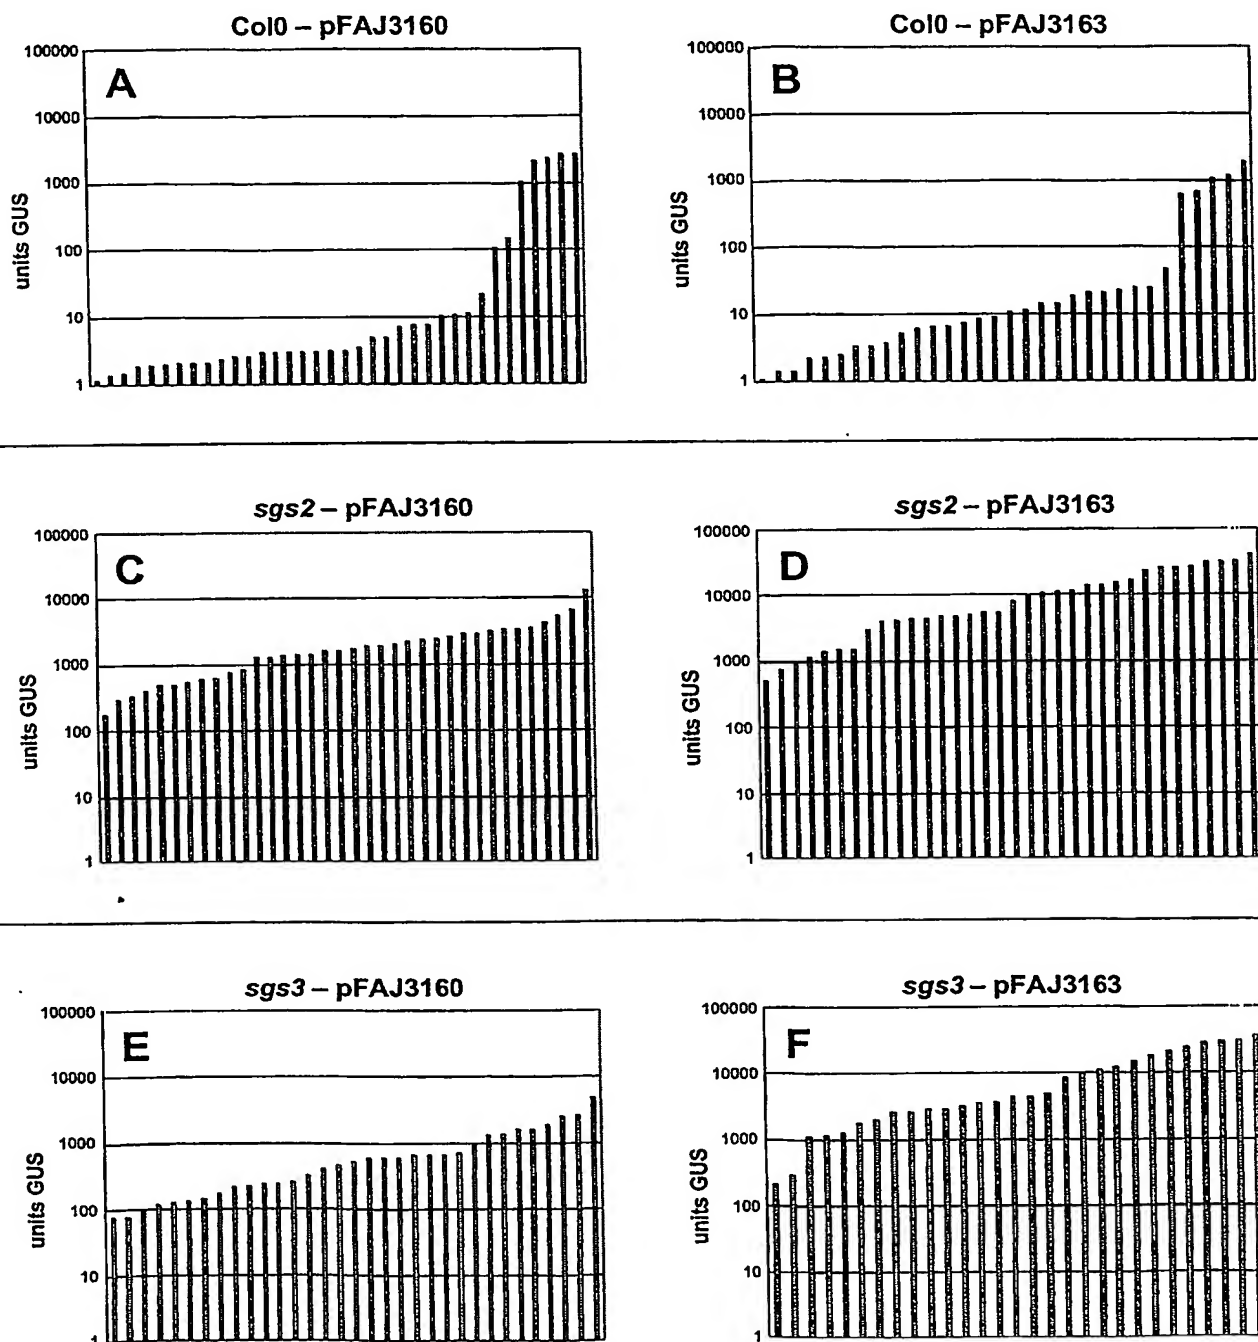 Col0 – pFAJ3160
100000
A
10000
1000
100
10
1
units GUS
Col0 – pFAJ3163
100000
B
10000
1000
100
10
1
units GUS
sgs2 – pFAJ3160
100000
C
10000
1000
100
10
1
units GUS
sgs2 – pFAJ3163
100000
D
10000
1000
100
10
1
units GUS
sgs3 – pFAJ3160
100000
E
10000
1000
100
10
1
units GUS
sgs3 – pFAJ3163
100000
F
10000
1000
100
10
1
units GUS